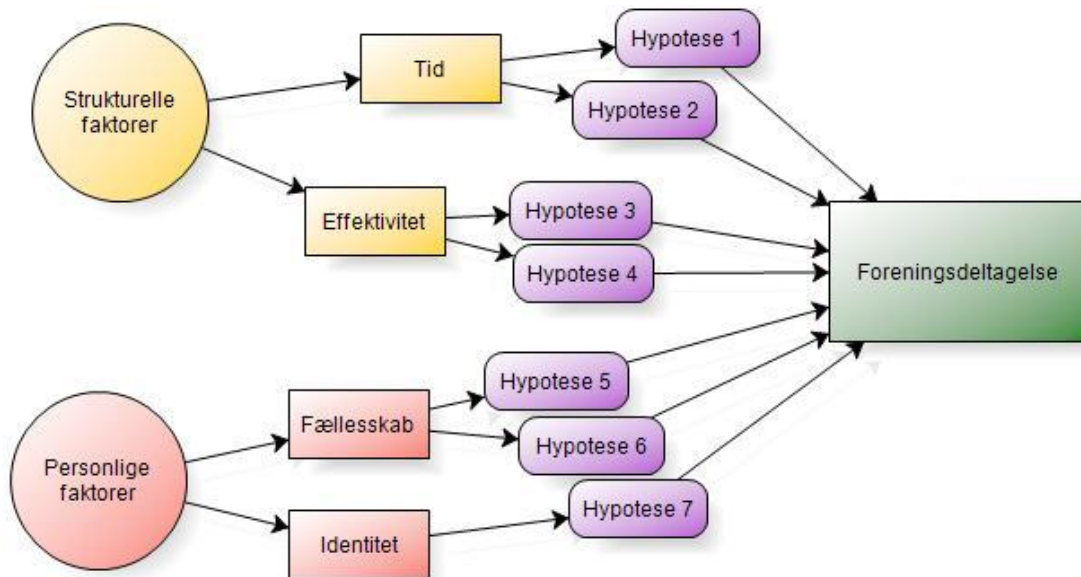 Strukturelle
faktorer
Tid
Hypotese 1
Hypotese 2
Effektivitet
Hypotese 3
Hypotese 4
Foreningsdeltagelse
Personlige
faktorer
Fællesskab
Hypotese 5
Hypotese 6
Identitet
Hypotese 7